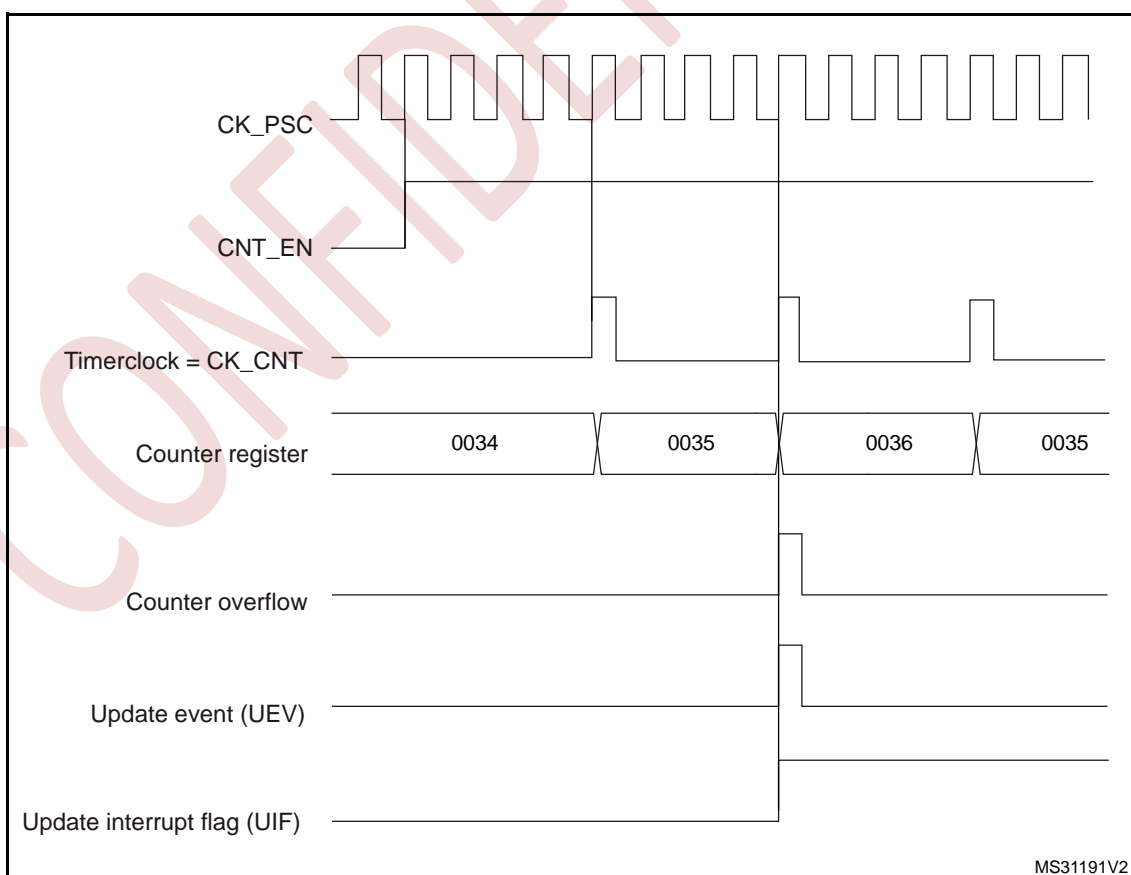 CONFIDE
CK_PSC
CNT_EN
Timerclock = CK_CNT
Counter register
0034 0035 0036 0035
Counter overflow
Update event (UEV)
Update interrupt flag (UIF)
MS31191V2